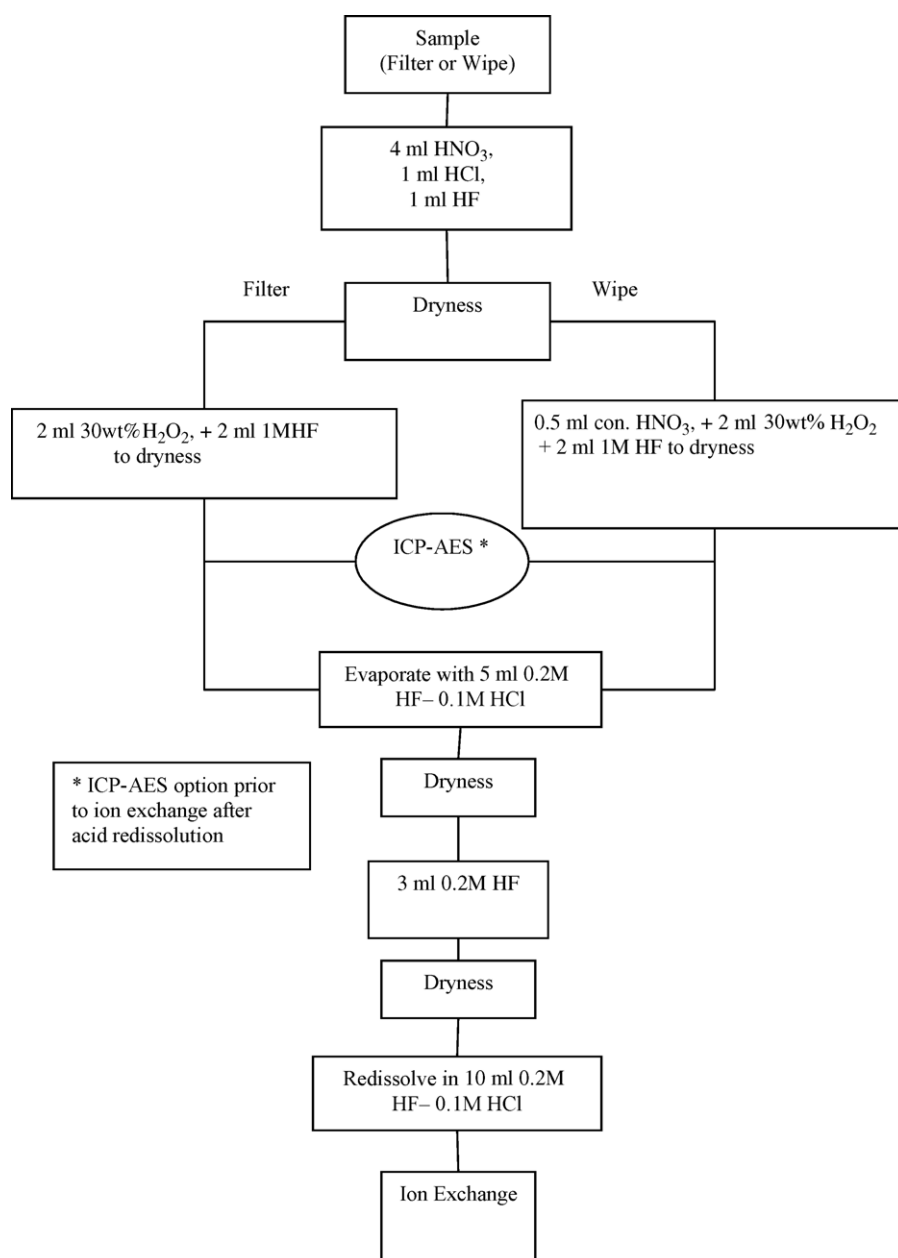 Sample
(Filter or Wipe)
4 ml HNO₃,
1 ml HCl,
1 ml HF
Filter
Dryness
Wipe
2 ml 30wt%H₂O₂, + 2 ml 1MHF
to dryness
0.5 ml con. HNO₃, + 2 ml 30wt% H₂O₂
+ 2 ml 1M HF to dryness
ICP-AES *
Evaporate with 5 ml 0.2M
HF– 0.1M HCl
Dryness
* ICP-AES option prior
to ion exchange after
acid redissolution
3 ml 0.2M HF
Dryness
Redissolve in 10 ml 0.2M
HF– 0.1M HCl
Ion Exchange